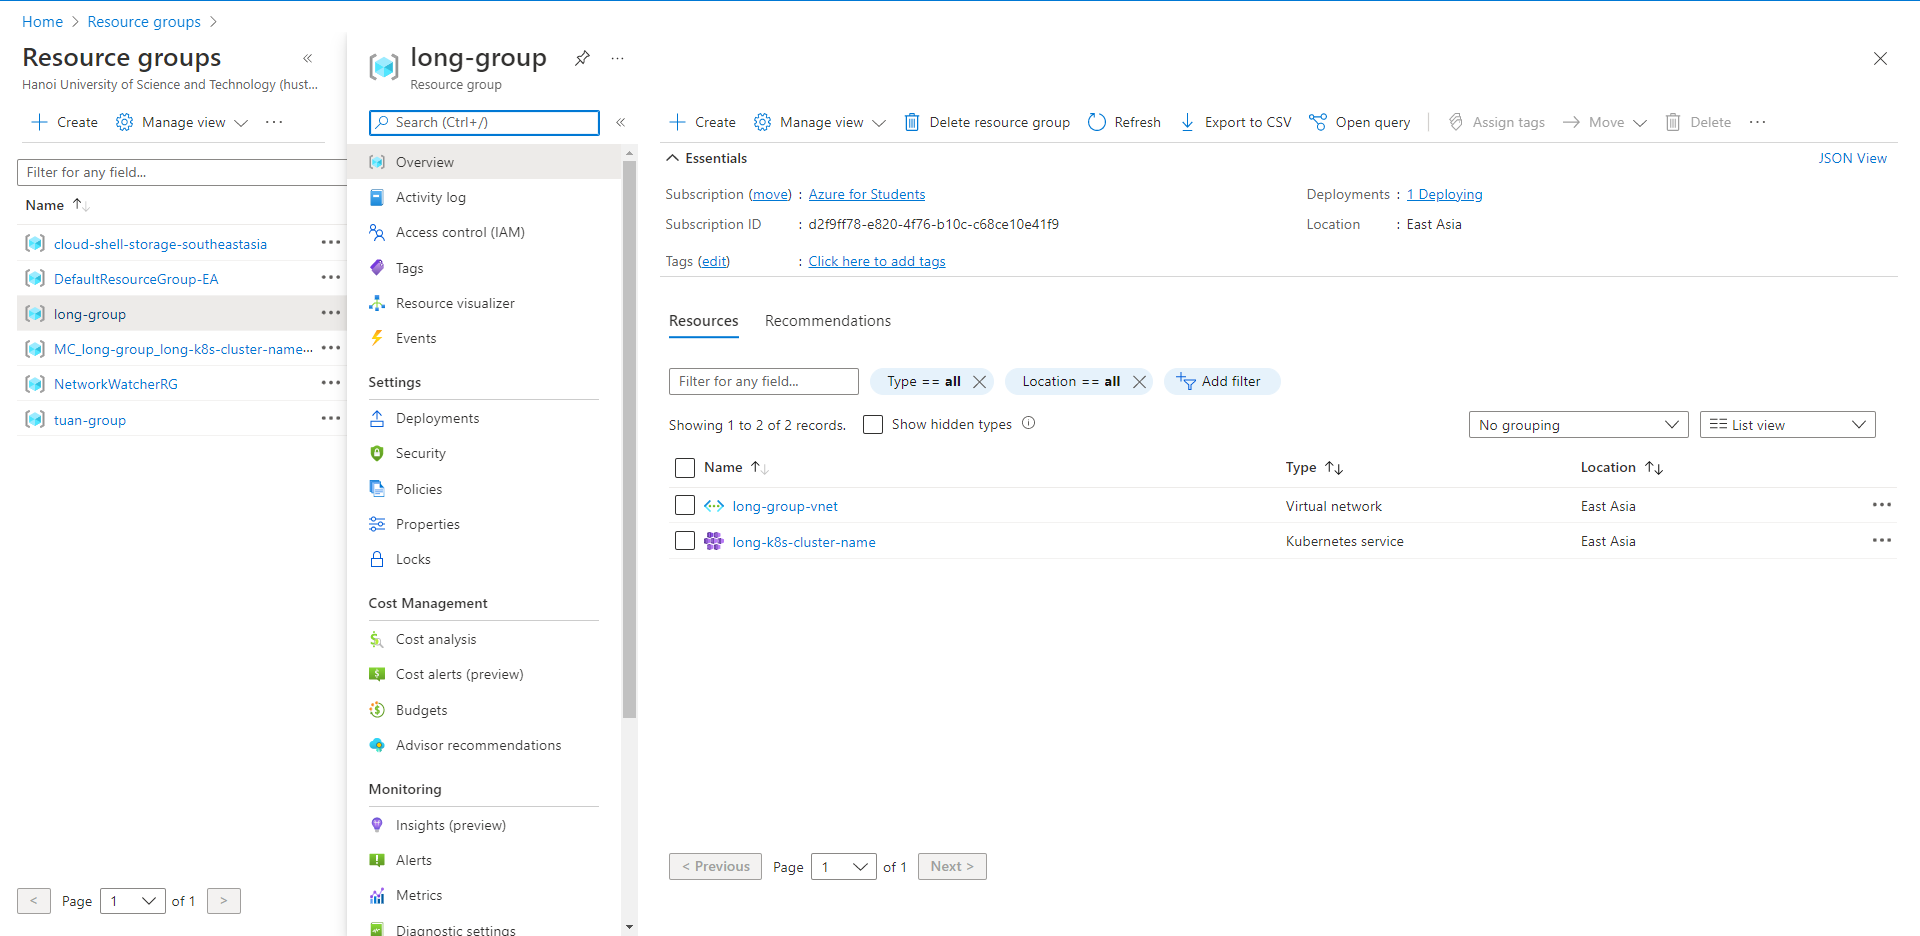 Home > Resource groups >
Resource groups «
Hanoi University of Science and Technology (hust...
Create Manage view ...
Filter for any field...
Name ↑↓
cloud-shell-storage-southeastasia ...
DefaultResourceGroup-EA ...
long-group ...
MC_long-group_long-k8s-cluster-name... ...
NetworkWatcherRG ...
tuan-group ...
< Page 1 of 1 >
long-group ...
Resource group
Search (Ctrl+/) «
Overview
Activity log
Access control (IAM)
Tags
Resource visualizer
Events
Settings
Deployments
Security
Policies
Properties
Locks
Cost Management
Cost analysis
Cost alerts (preview)
Budgets
Advisor recommendations
Monitoring
Insights (preview)
Alerts
Metrics
Diagnostic settings
Create Manage view Delete resource group Refresh Export to CSV Open query Assign tags Move Delete ...
Essentials JSON View
Subscription (move) : Azure for Students
Subscription ID : d2f9ff78-e820-4f76-b10c-c68ce10e41f9
Tags (edit) : Click here to add tags
Deployments : 1 Deploying
Location : East Asia
Resources Recommendations
Filter for any field... Type == all Location == all Add filter
Showing 1 to 2 of 2 records. Show hidden types No grouping List view
Name ↑↓ Type ↑↓ Location ↑↓
long-group-vnet Virtual network East Asia ...
long-k8s-cluster-name Kubernetes service East Asia ...
< Previous Page 1 of 1 Next >